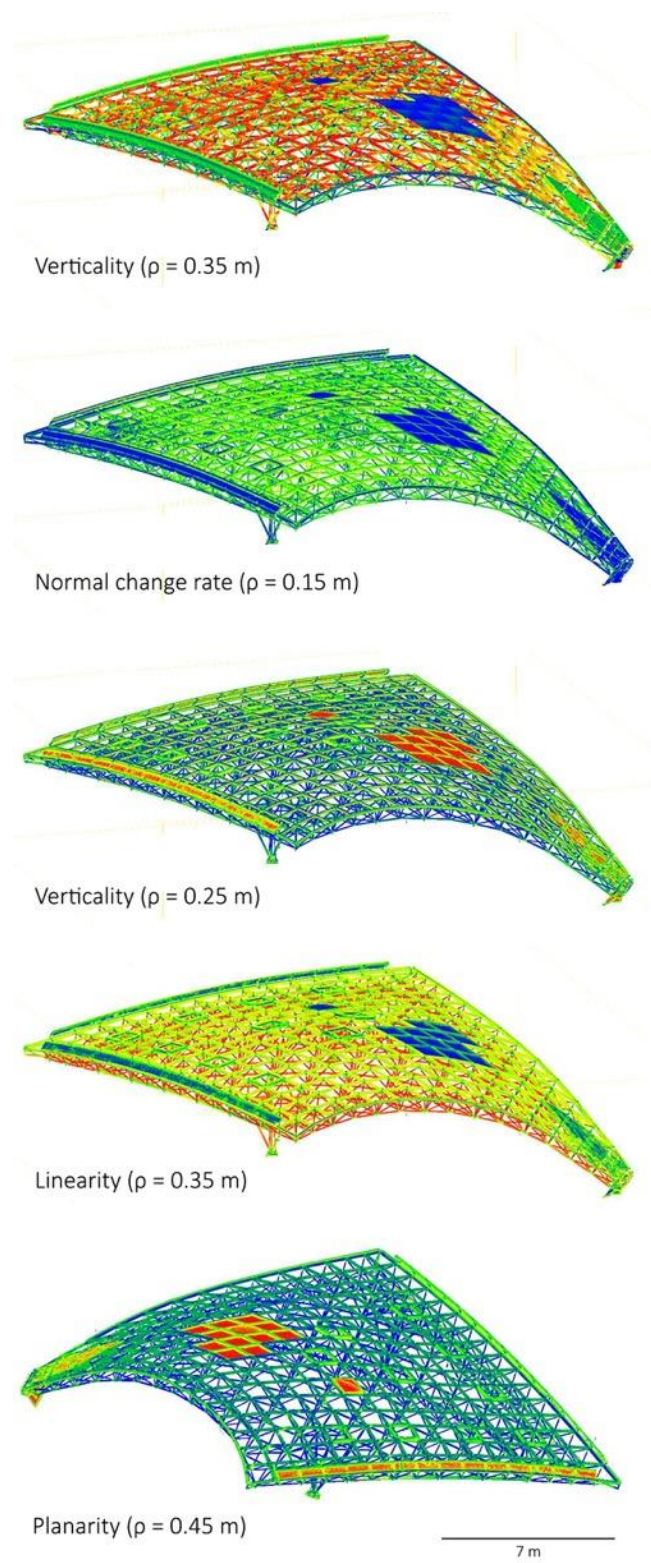 Verticality (ρ = 0.35 m)
Normal change rate (ρ = 0.15 m)
Verticality (ρ = 0.25 m)
Linearity (ρ = 0.35 m)
Planarity (ρ = 0.45 m)
7 m